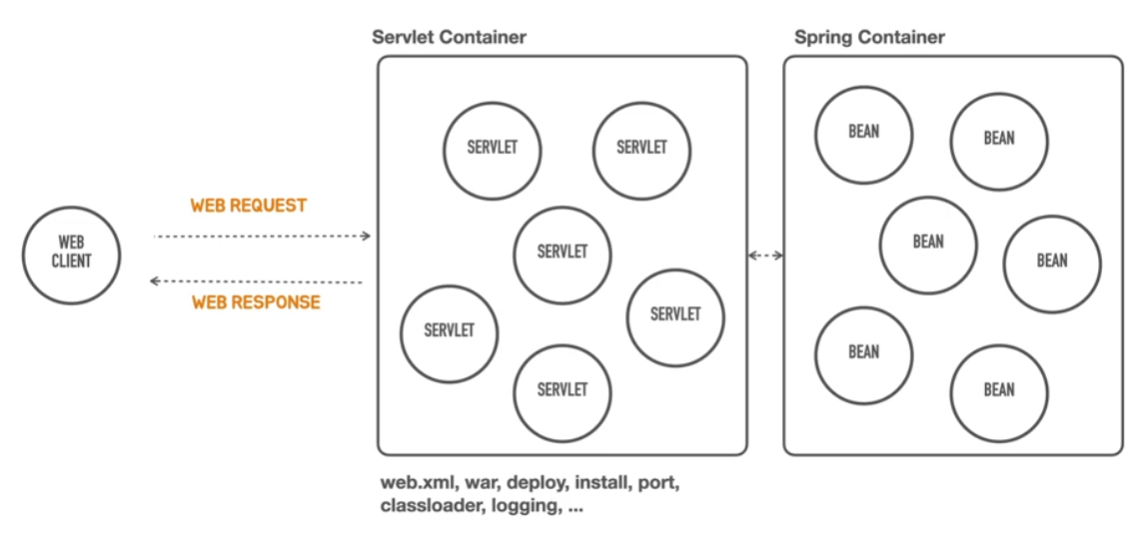 Servlet Container
Spring Container
WEB
CLIENT
WEB REQUEST
WEB RESPONSE
SERVLET
SERVLET
SERVLET
SERVLET
SERVLET
SERVLET
BEAN
BEAN
BEAN
BEAN
BEAN
BEAN
web.xml, war, deploy, install, port,
classloader, logging, ...